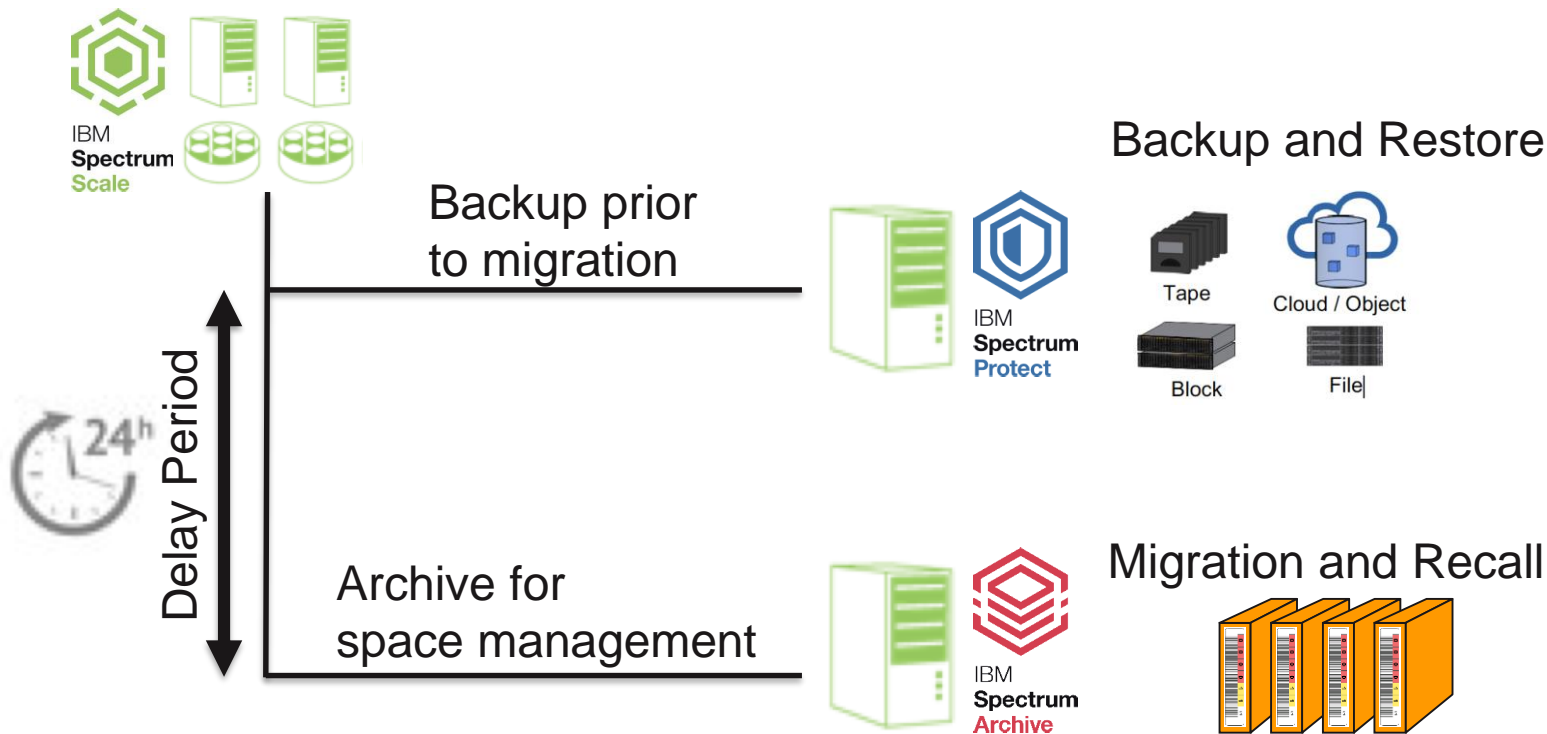 IBM
Spectrum
Scale
Backup and Restore
Backup prior
to migration
Tape
Cloud / Object
IBM
Spectrum
Protect
Block
File
24h
Delay Period
Migration and Recall
Archive for
space management
IBM
Spectrum
Archive